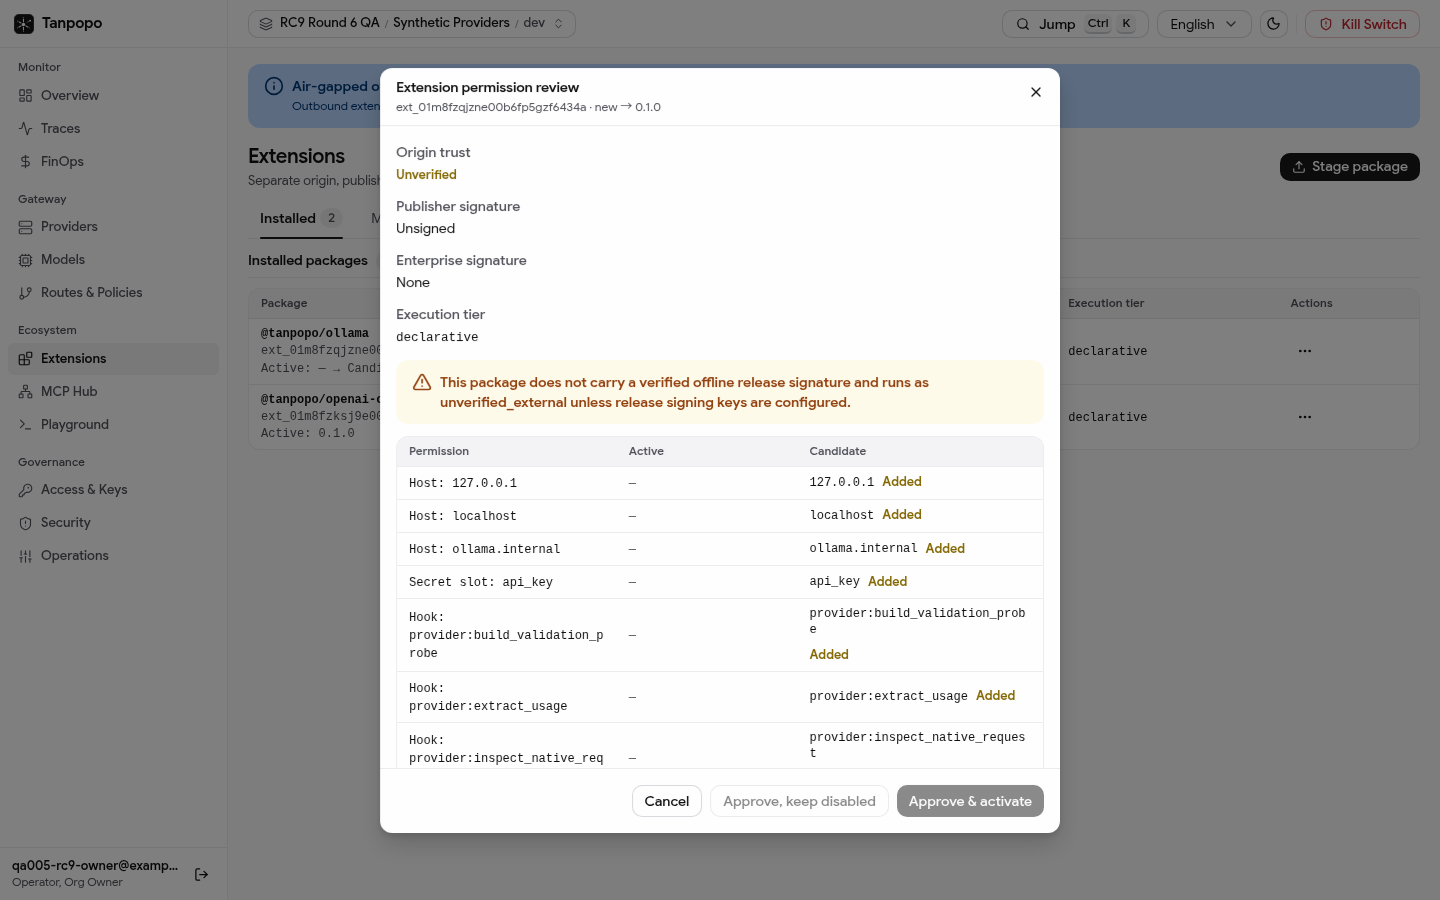 Tanpopo
RC9 Round 6 QA / Synthetic Providers / dev
Jump Ctrl K
English
Kill Switch
Monitor
Overview
Traces
FinOps
Gateway
Providers
Models
Routes & Policies
Ecosystem
Extensions
MCP Hub
Playground
Governance
Access & Keys
Security
Operations
qa005-rc9-owner@examp...
Operator, Org Owner
Air-gapped
Outbound
Extensions
Separate origin,
Stage package
Installed 2
Installed packages
Package
Execution tier
Actions
@tanpopo/ollama
ext_01m8fzqjzne00
Active: — → Candi
declarative
@tanpopo/openai-c
ext_01m8fzksj9e00
Active: 0.1.0
declarative
Extension permission review
ext_01m8fzqjzne00b6fp5gzf6434a · new → 0.1.0
Origin trust
Unverified
Publisher signature
Unsigned
Enterprise signature
None
Execution tier
declarative
This package does not carry a verified offline release signature and runs as
unverified_external unless release signing keys are configured.
Permission Active Candidate
Host: 127.0.0.1 — 127.0.0.1 Added
Host: localhost — localhost Added
Host: ollama.internal — ollama.internal Added
Secret slot: api_key — api_key Added
Hook:
provider:build_validation_p
robe
—
provider:build_validation_prob
e
Added
Hook:
provider:extract_usage
—
provider:extract_usage Added
Hook:
provider:inspect_native_req
—
provider:inspect_native_reques
t
Cancel
Approve, keep disabled
Approve & activate